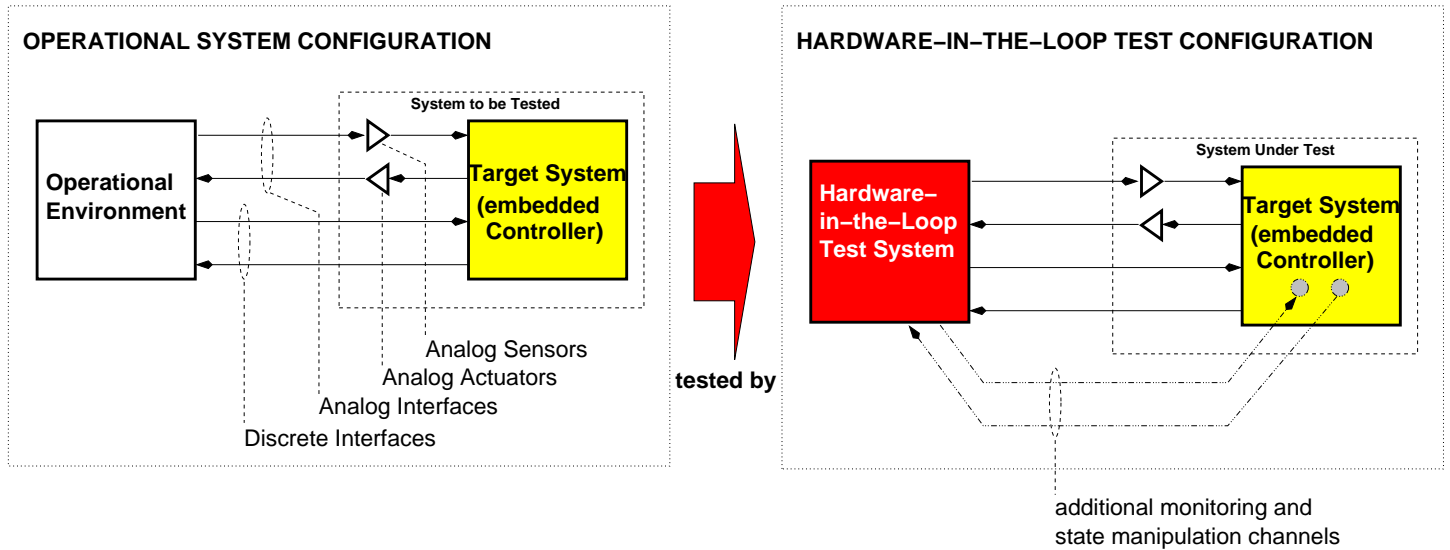 OPERATIONAL SYSTEM CONFIGURATION
System to be Tested
Operational
Environment
Target System
(embedded
Controller)
Analog Sensors
Analog Actuators
Analog Interfaces
Discrete Interfaces
tested by
HARDWARE−IN−THE−LOOP TEST CONFIGURATION
System Under Test
Hardware−
in−the−Loop
Test System
Target System
(embedded
Controller)
additional monitoring and
state manipulation channels